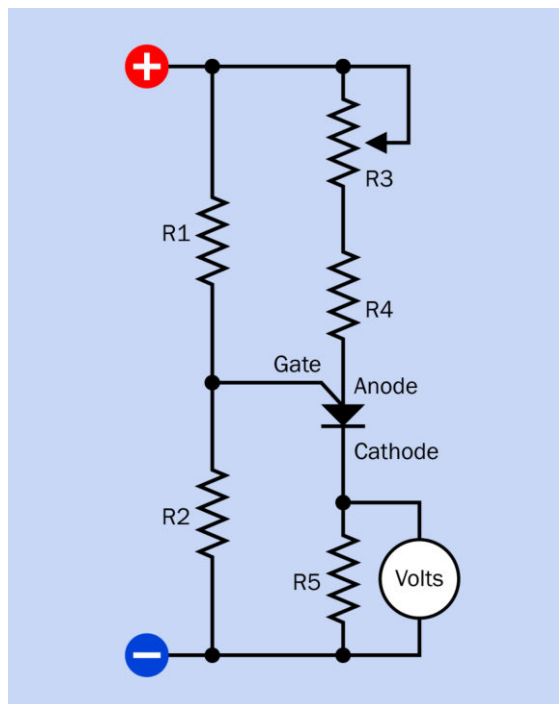 +
R3
R1
R4
Gate
Anode
Cathode
R2
R5
Volts
−